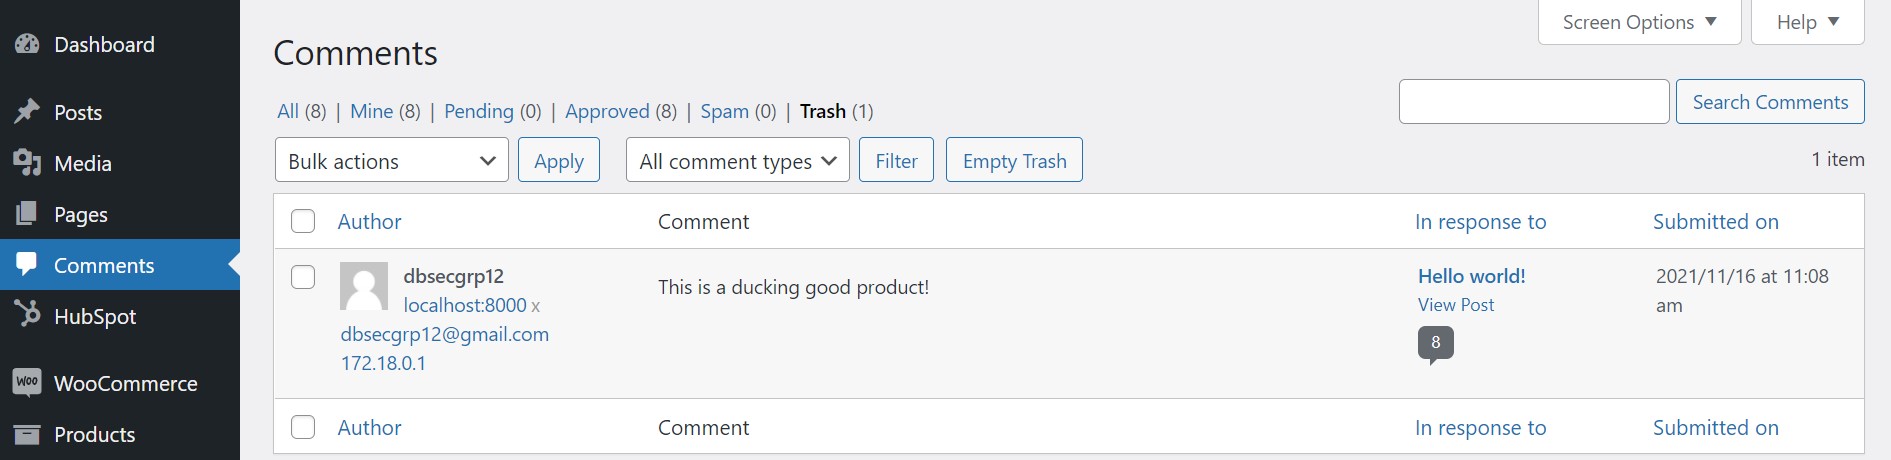 Dashboard
Posts
Media
Pages
Comments
HubSpot
Woo WooCommerce
Products
Screen Options ▼
Help ▼
Comments
All (8) | Mine (8) | Pending (0) | Approved (8) | Spam (0) | Trash (1)
Search Comments
Bulk actions
Apply
All comment types
Filter
Empty Trash
1 item
Author Comment In response to Submitted on
dbsecgrp12
localhost:8000 x
dbsecgrp12@gmail.com
172.18.0.1
This is a ducking good product!
Hello world!
View Post
8
2021/11/16 at 11:08
am
Author Comment In response to Submitted on